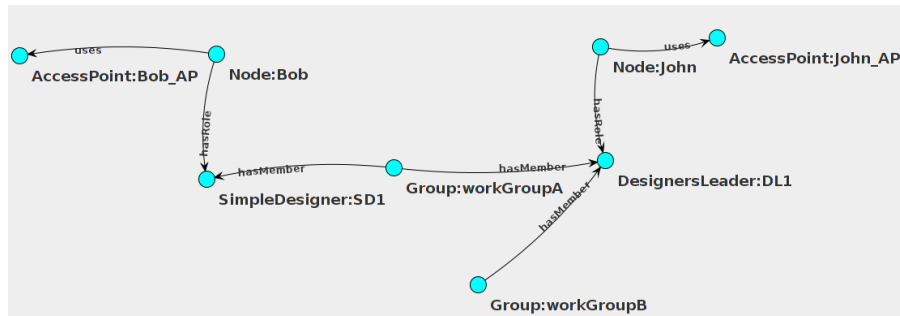 uses
AccessPoint:Bob_AP
Node:Bob
uses
Node:John
AccessPoint:John_AP
hasRole
hasRole
hasMember
hasMember
SimpleDesigner:SD1
Group:workGroupA
DesignersLeader:DL1
hasMember
Group:workGroupB